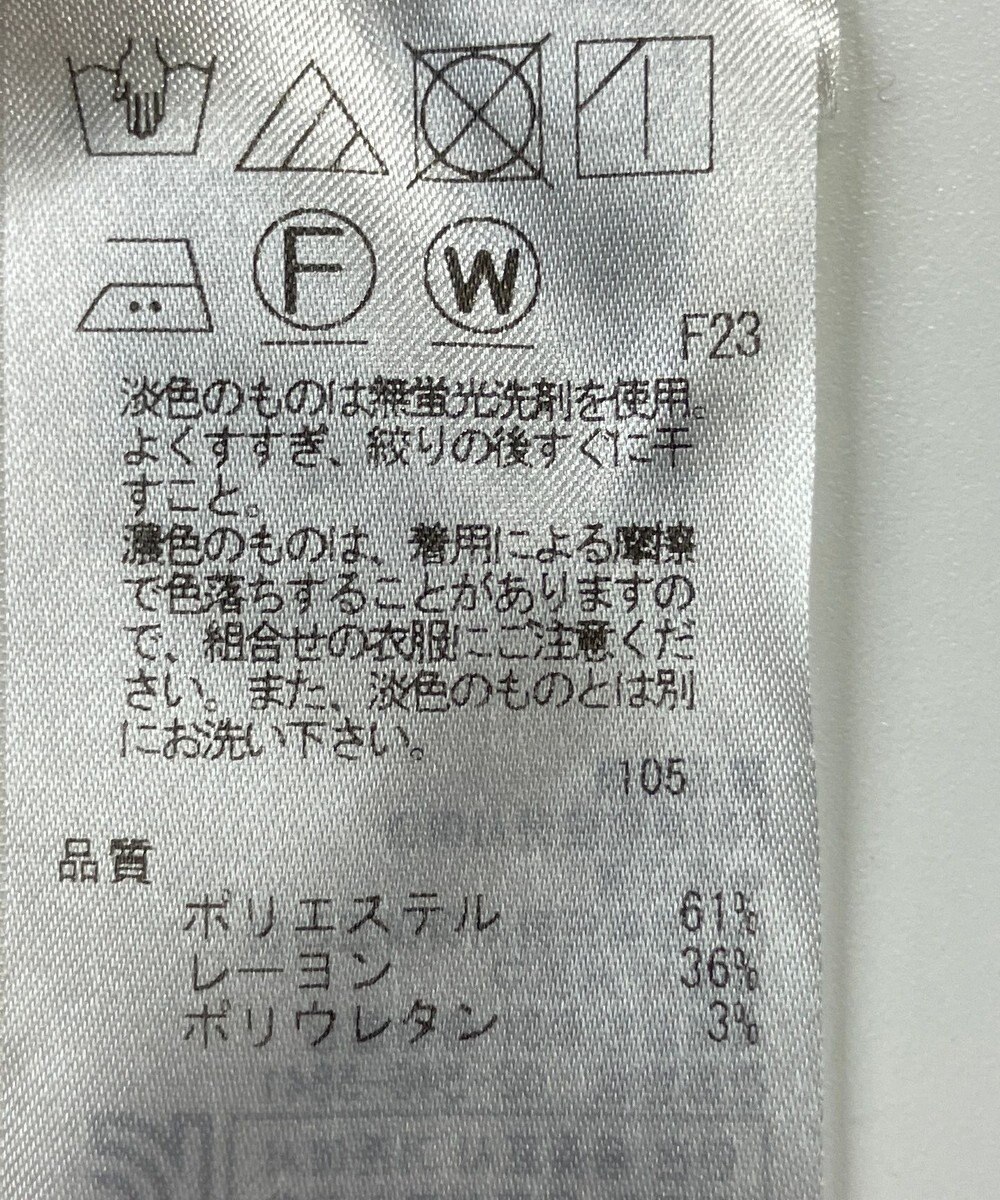 F
W
F23
淡色のものは無蛍光洗剤を使用。
よくすすぎ、絞りの後すぐに干
すこと。
濃色のものは、着用による摩擦
で色落ちすることがありますの
で、組合せの衣服にご注意くだ
さい。また、淡色のものとは別
にお洗い下さい。
105
品質
ポリエステル 61%
レーヨン 36%
ポリウレタン 3%